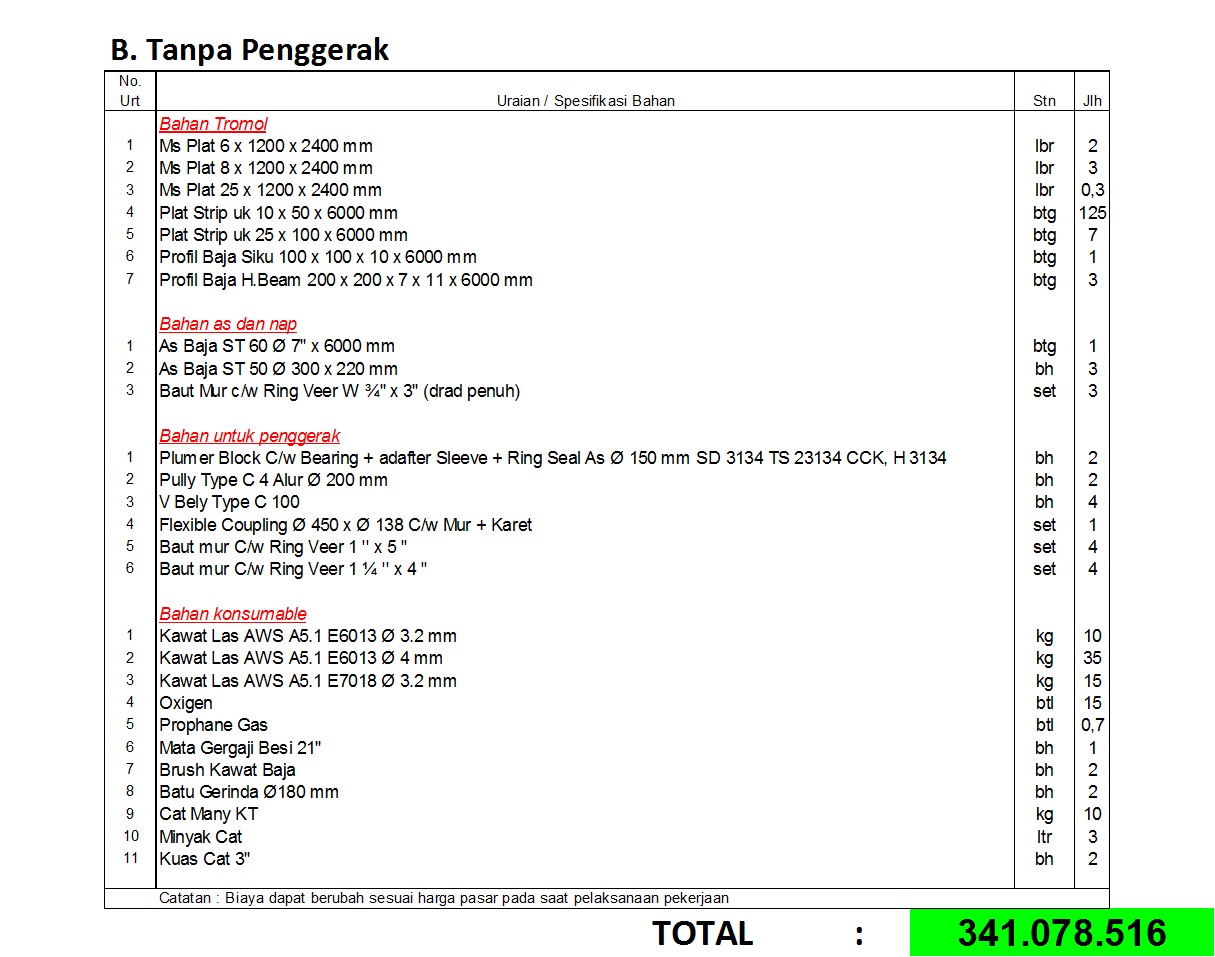 B. Tanpa Penggerak
No. Urt Uraian / Spesifikasi Bahan Stn Jlh
Bahan Tromol
1 Ms Plat 6 x 1200 x 2400 mm lbr 2
2 Ms Plat 8 x 1200 x 2400 mm lbr 3
3 Ms Plat 25 x 1200 x 2400 mm lbr 0,3
4 Plat Strip uk 10 x 50 x 6000 mm btg 125
5 Plat Strip uk 25 x 100 x 6000 mm btg 7
6 Profil Baja Siku 100 x 100 x 10 x 6000 mm btg 1
7 Profil Baja H.Beam 200 x 200 x 7 x 11 x 6000 mm btg 3
Bahan as dan nap
1 As Baja ST 60 Ø 7" x 6000 mm btg 1
2 As Baja ST 50 Ø 300 x 220 mm bh 3
3 Baut Mur c/w Ring Veer W ¾" x 3" (drad penuh) set 3
Bahan untuk penggerak
1 Plumer Block C/w Bearing + adafter Sleeve + Ring Seal As Ø 150 mm SD 3134 TS 23134 CCK, H 3134 bh 2
2 Pully Type C 4 Alur Ø 200 mm bh 2
3 V Bely Type C 100 bh 4
4 Flexible Coupling Ø 450 x Ø 138 C/w Mur + Karet set 1
5 Baut mur C/w Ring Veer 1 " x 5 " set 4
6 Baut mur C/w Ring Veer 1 ¼ " x 4 " set 4
Bahan konsumable
1 Kawat Las AWS A5.1 E6013 Ø 3.2 mm kg 10
2 Kawat Las AWS A5.1 E6013 Ø 4 mm kg 35
3 Kawat Las AWS A5.1 E7018 Ø 3.2 mm kg 15
4 Oxigen btl 15
5 Prophane Gas btl 0,7
6 Mata Gergaji Besi 21" bh 1
7 Brush Kawat Baja bh 2
8 Batu Gerinda Ø180 mm bh 2
9 Cat Many KT kg 10
10 Minyak Cat ltr 3
11 Kuas Cat 3" bh 2
Catatan : Biaya dapat berubah sesuai harga pasar pada saat pelaksanaan pekerjaan
TOTAL : 341.078.516